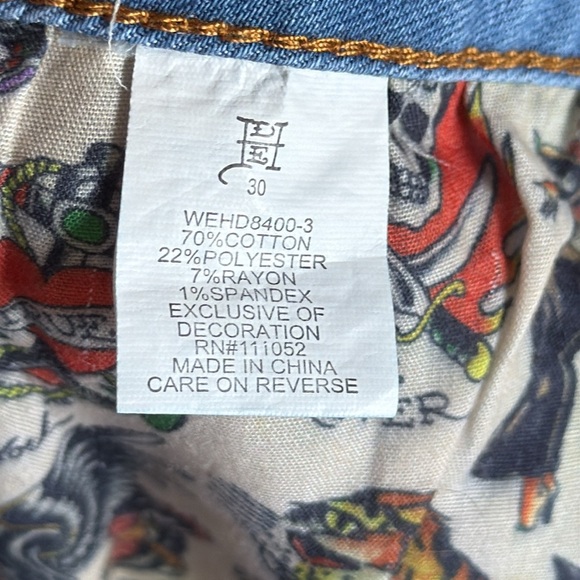 30
WEHD8400-3
70%COTTON
22%POLYESTER
7%RAYON
1%SPANDEX
EXCLUSIVE OF
DECORATION
RN#111052
MADE IN CHINA
CARE ON REVERSE